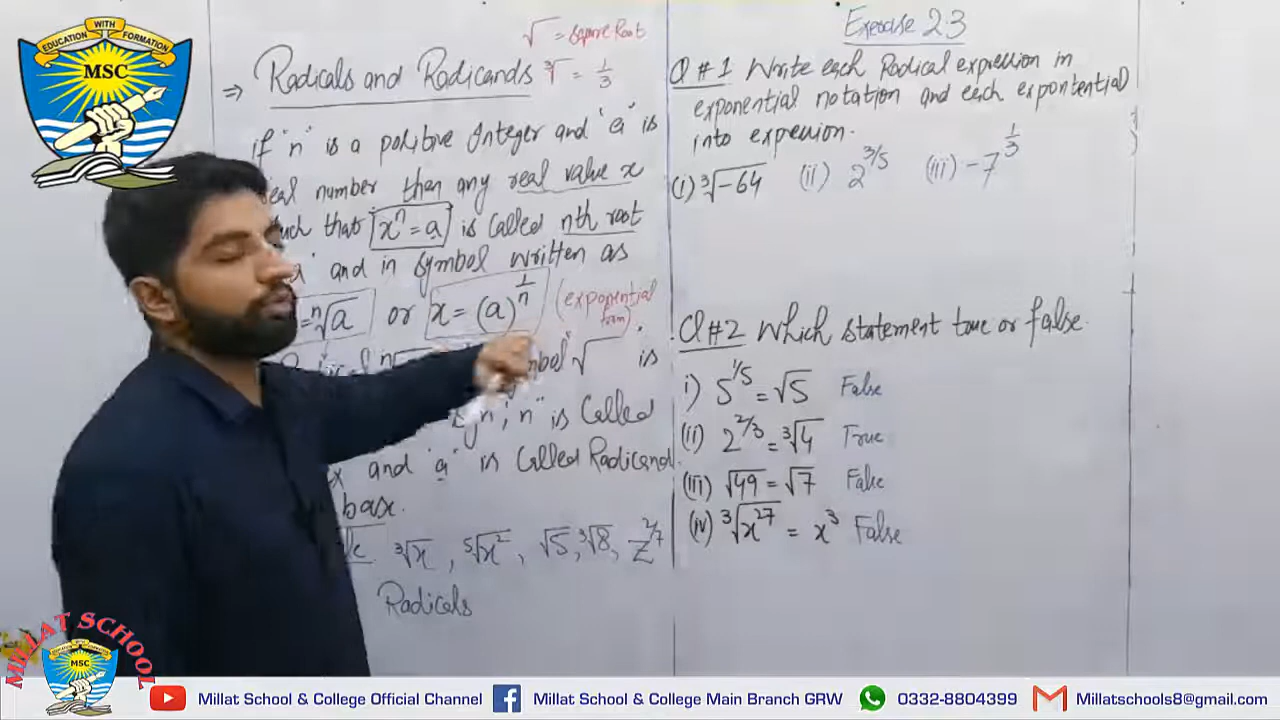 EDUCATION WITH FORMATION
MSC
√ = Square Root
⇒ Radicals and Radicands ∛ = 1/3
if "n" is a positive Integer and "a" is
real number then any real value x
such that xⁿ = a is called nth root
"a" and in symbol written as
= ⁿ√a or x = (a)^(1/n) (exponential form)
symbol √ is
"n" is Called
and "a" is Called Radicand
base.
∛x , ⁵√x² , √5 , ∛8 , z^(2/7)
Radicals
Exercise 2.3
Q #1 Write each Radical expression in
exponential notation and each expontential
into expression.
(i) ∛-64 (ii) 2^(3/5) (iii) -7^(1/3)
Q #2 Which statement true or false.
i) 5^(1/5) = √5 False
(ii) 2^(2/3) = ∛4 True
(iii) √49 = √7 False
(iv) ∛x²⁷ = x³ False
MILLAT SCHOOL
MSC
Millat School & College Official Channel Millat School & College Main Branch GRW 0332-8804399 Millatschools8@gmail.com